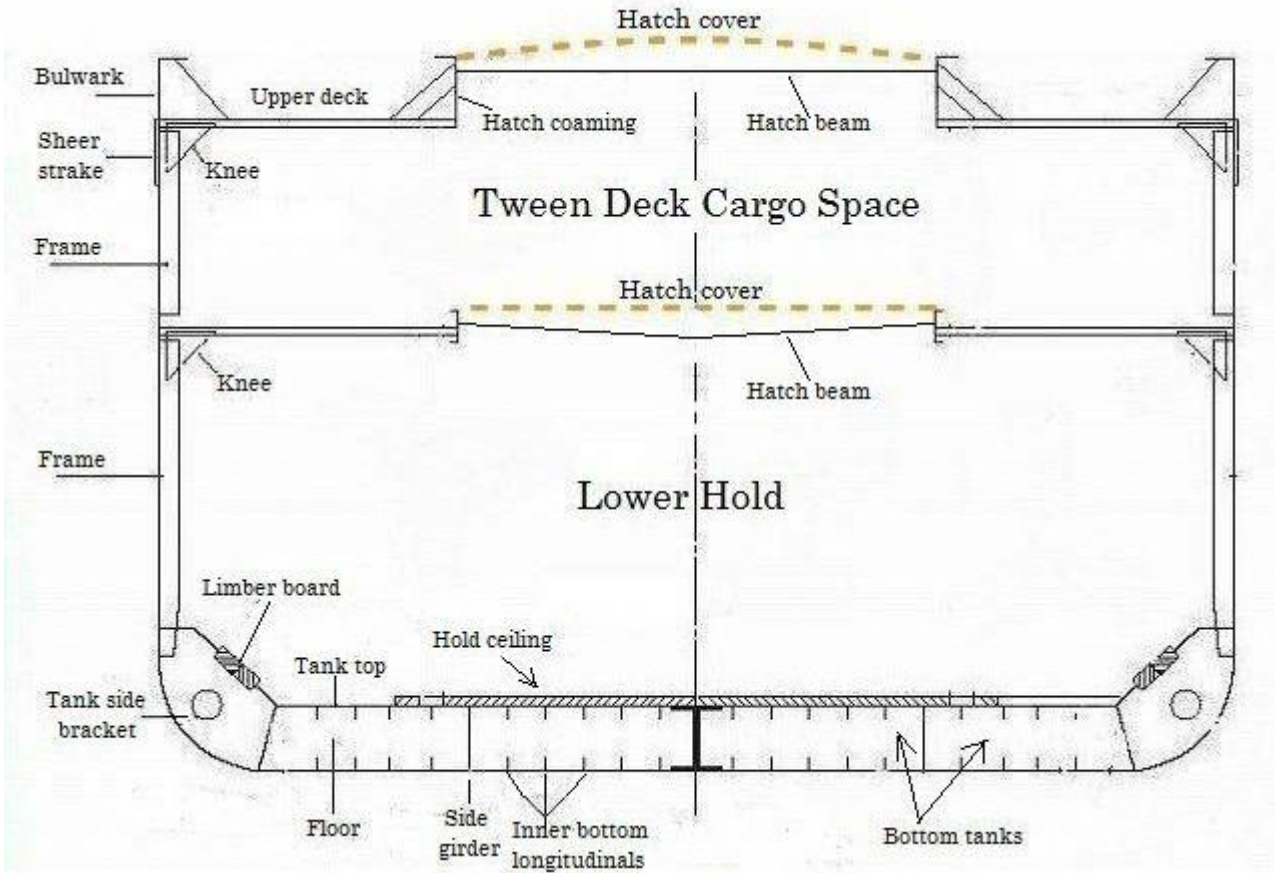 Hatch cover
Bulwark
Upper deck
Hatch coaming
Hatch beam
Sheer
strake
Knee
Tween Deck Cargo Space
Frame
Hatch cover
Knee
Hatch beam
Frame
Lower Hold
Limber board
Hold ceiling
Tank top
Tank side
bracket
Floor
Side
girder
Inner bottom
longitudinals
Bottom tanks